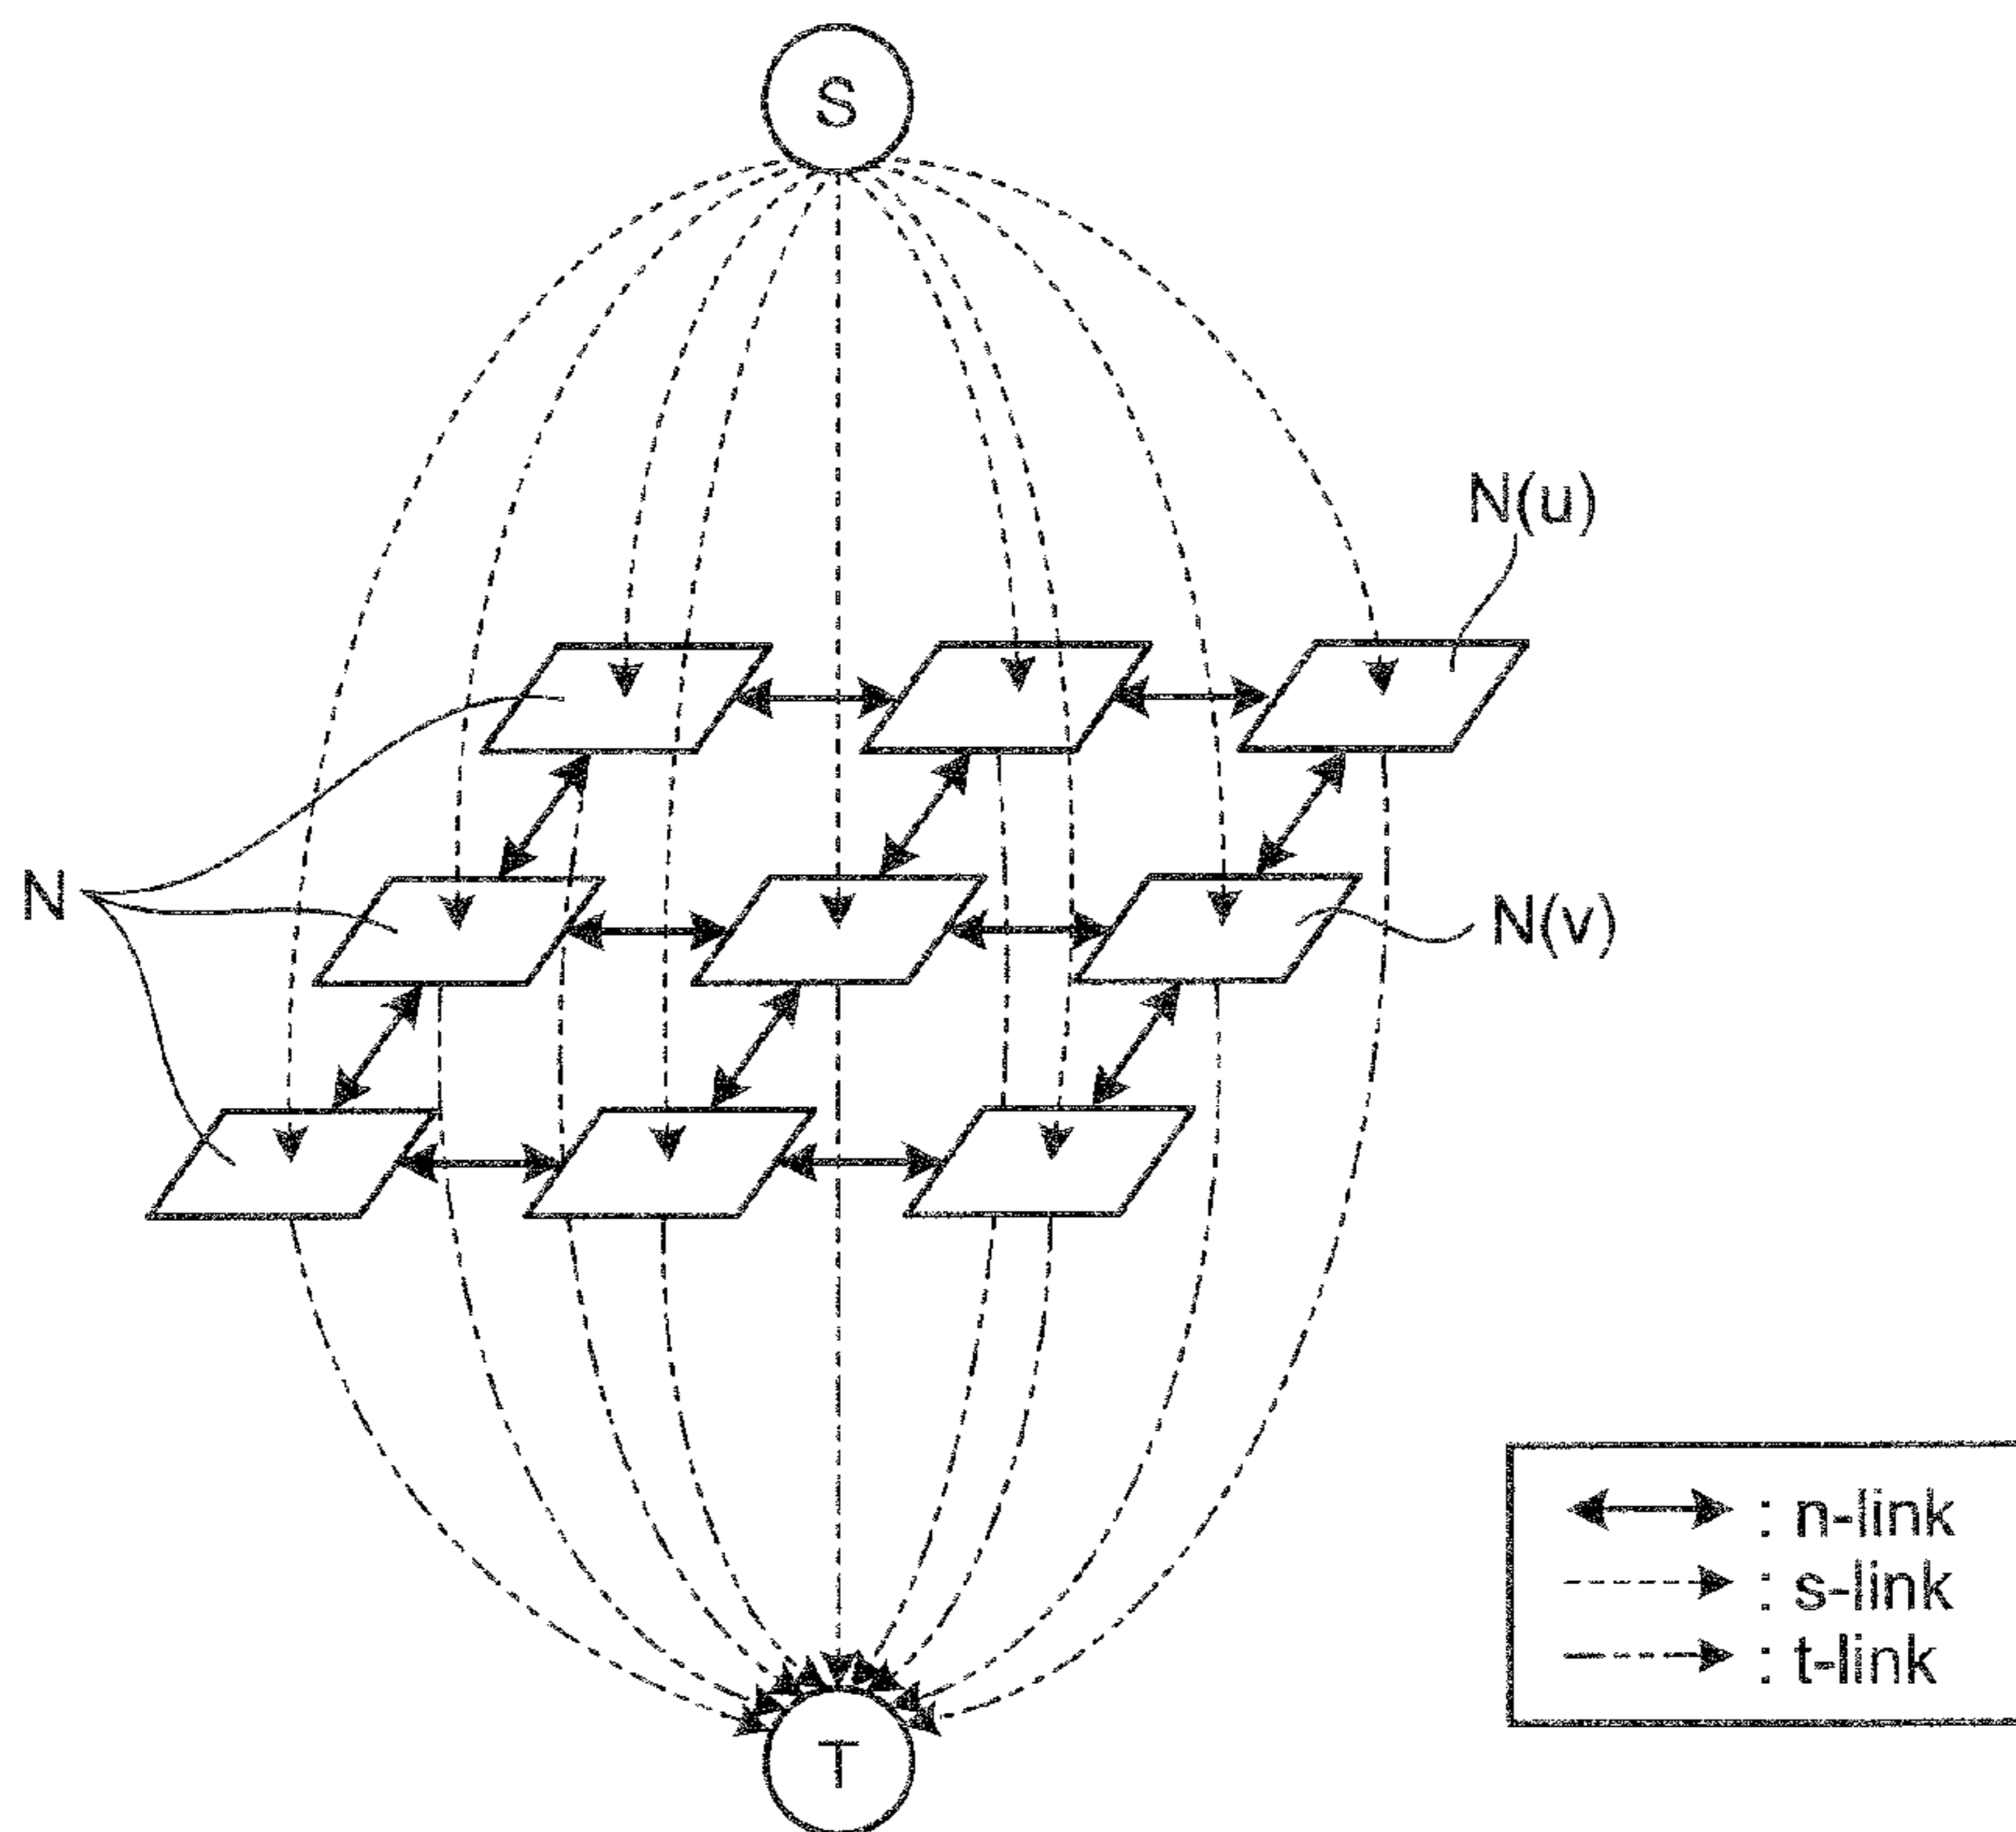 S
N(u)
N
N(v)
: n-link
: s-link
: t-link
T